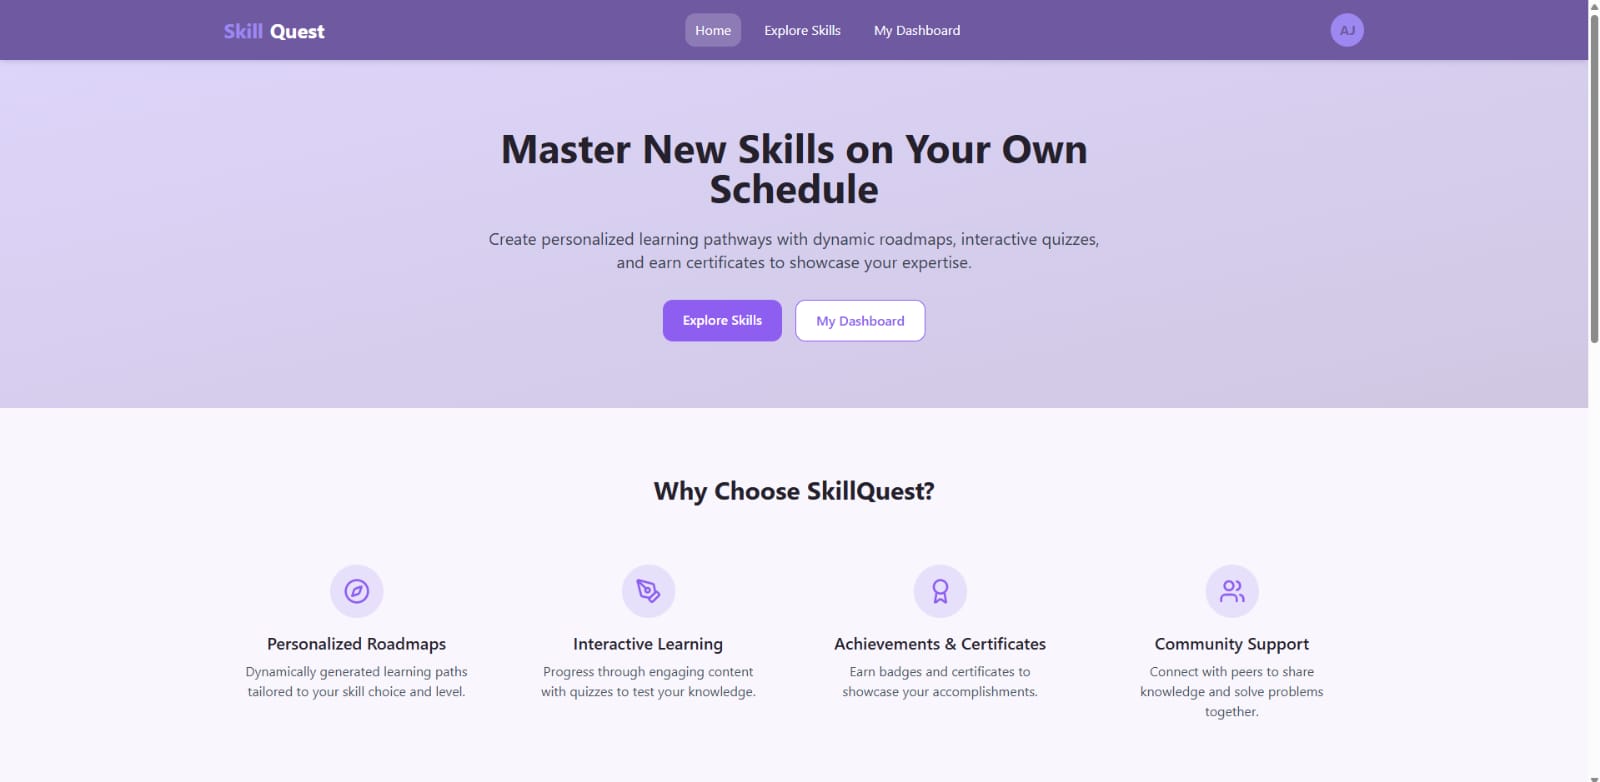 Skill Quest
Home
Explore Skills
My Dashboard
AJ
Master New Skills on Your Own
Schedule
Create personalized learning pathways with dynamic roadmaps, interactive quizzes,
and earn certificates to showcase your expertise.
Explore Skills
My Dashboard
Why Choose SkillQuest?
Personalized Roadmaps
Dynamically generated learning paths
tailored to your skill choice and level.
Interactive Learning
Progress through engaging content
with quizzes to test your knowledge.
Achievements & Certificates
Earn badges and certificates to
showcase your accomplishments.
Community Support
Connect with peers to share
knowledge and solve problems
together.